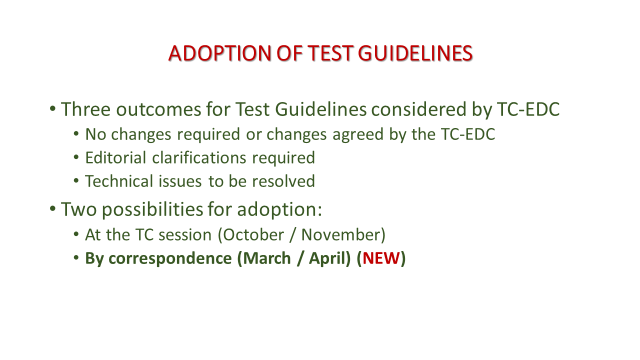 ADOPTION OF TEST GUIDELINES
• Three outcomes for Test Guidelines considered by TC-EDC
• No changes required or changes agreed by the TC-EDC
• Editorial clarifications required
• Technical issues to be resolved
• Two possibilities for adoption:
• At the TC session (October / November)
• By correspondence (March / April) (NEW)